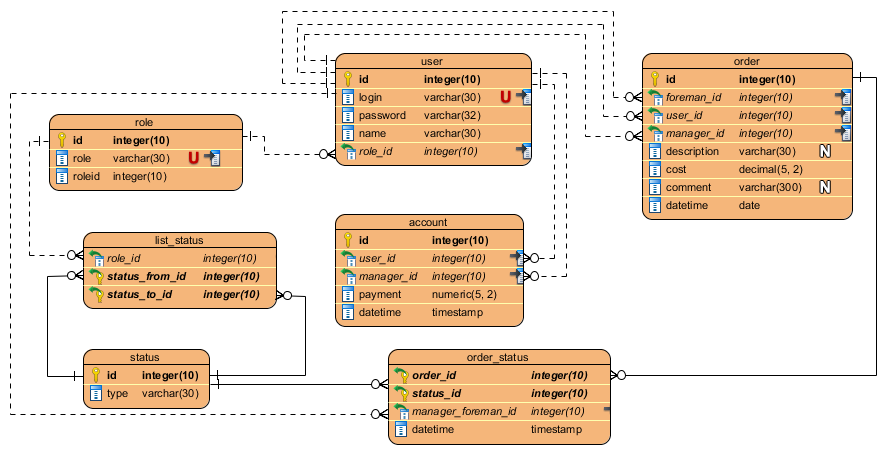 user
id integer(10)
login varchar(30) U
password varchar(32)
name varchar(30)
role_id integer(10)
order
id integer(10)
foreman_id integer(10)
user_id integer(10)
manager_id integer(10)
description varchar(30) N
cost decimal(5, 2)
comment varchar(300) N
datetime date
role
id integer(10)
role varchar(30) U
roleid integer(10)
list_status
role_id integer(10)
status_from_id integer(10)
status_to_id integer(10)
account
id integer(10)
user_id integer(10)
manager_id integer(10)
payment numeric(5, 2)
datetime timestamp
status
id integer(10)
type varchar(30)
order_status
order_id integer(10)
status_id integer(10)
manager_foreman_id integer(10)
datetime timestamp